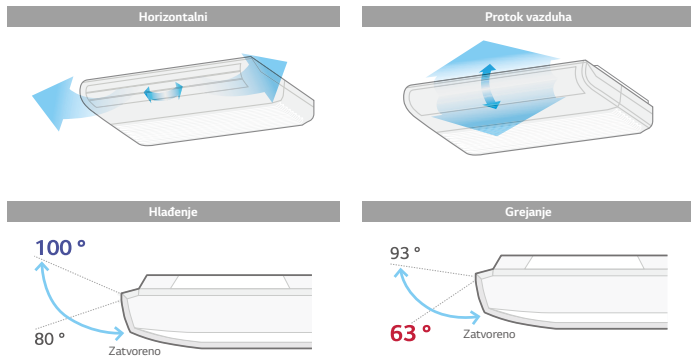 Horizontalni
Protok vazduha
Hlađenje
Grejanje
100 °
80 °
Zatvoreno
93 °
63 °
Zatvoreno